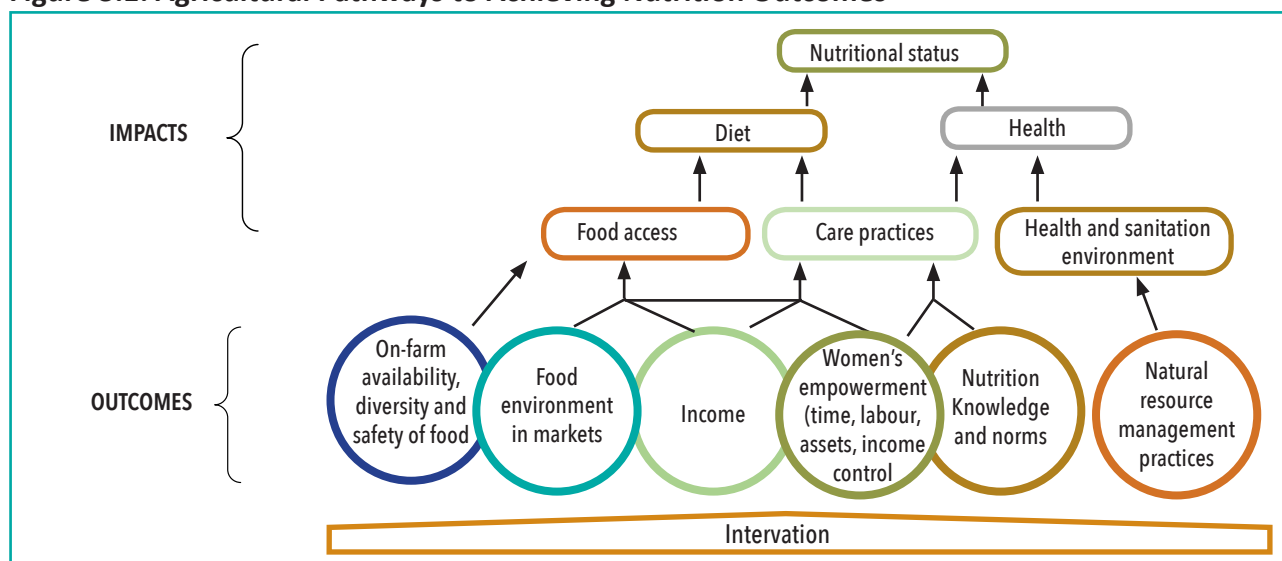 Nutritional status
IMPACTS
Diet
Health
Food access
Care practices
Health and sanitation
environment
OUTCOMES
On-farm
availability,
diversity and
safety of food
Food
environment
in markets
Income
Women's
empowerment
(time, labour,
assets, income
control
Nutrition
Knowledge
and norms
Natural
resource
management
practices
Intervation